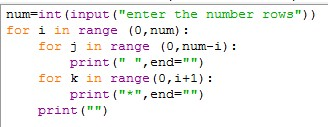 num=int(input("enter the number rows"))
for i in range (0,num):
    for j in range (0,num-i):
        print(" ",end="")
    for k in range(0,i+1):
        print("*",end="")
    print("")